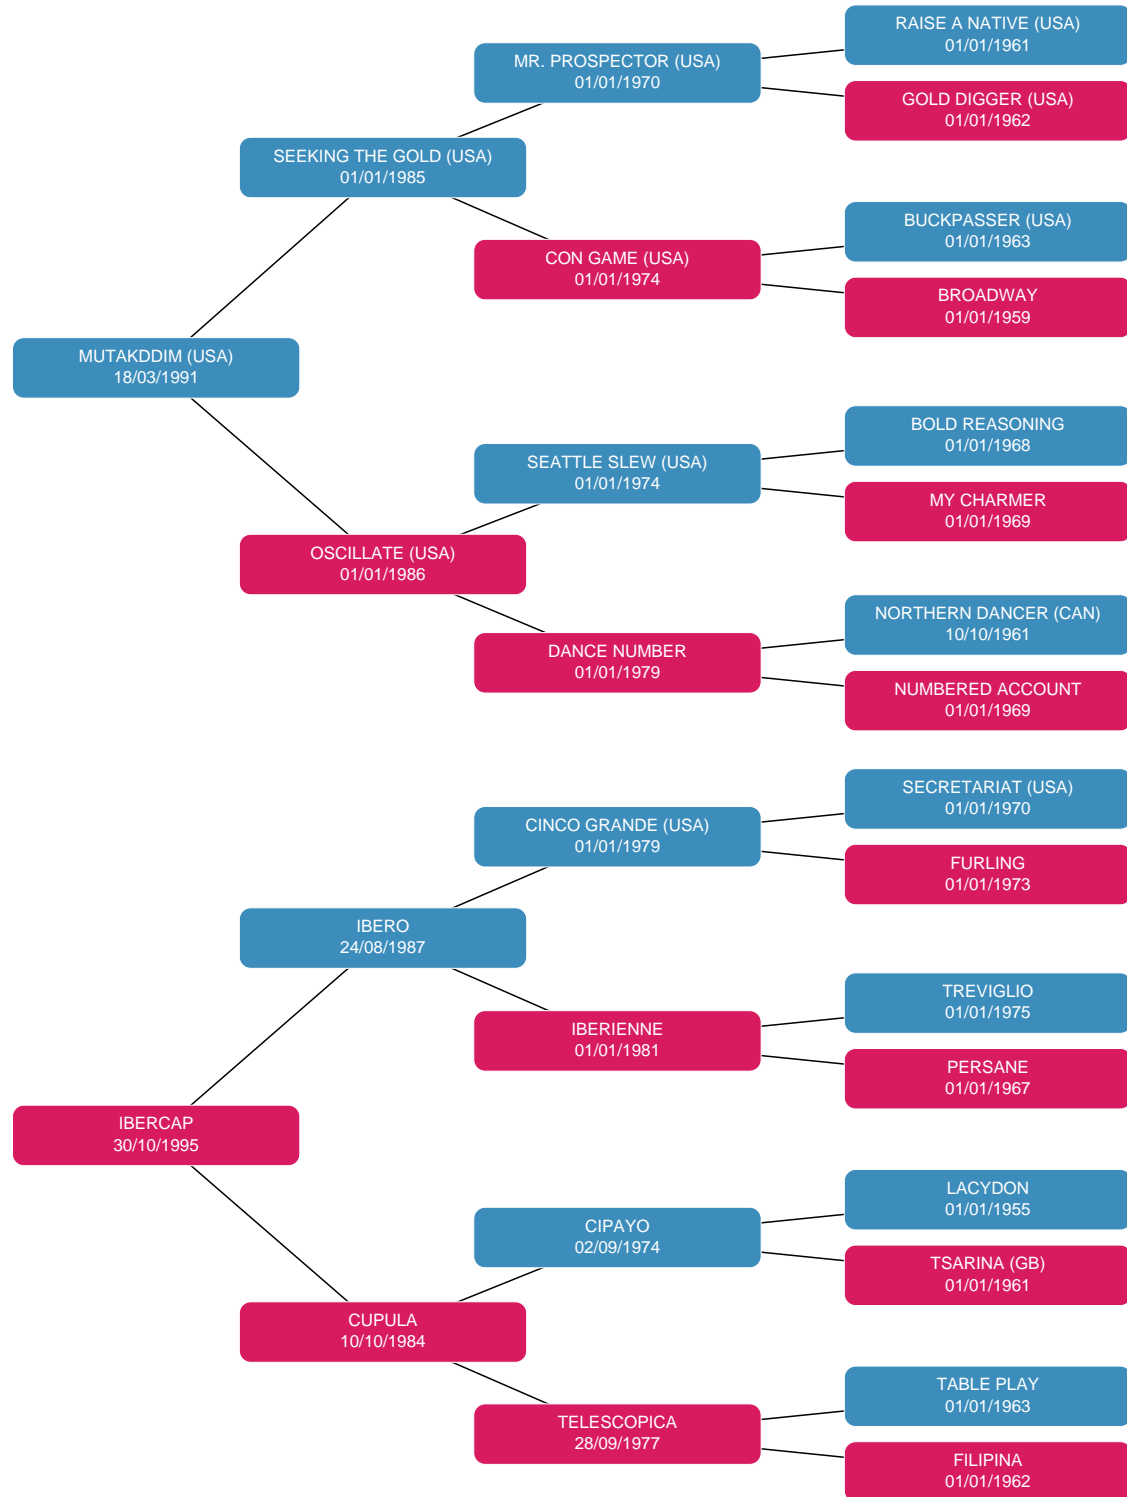 RAISE A NATIVE (USA)
01/01/1961
MR. PROSPECTOR (USA)
01/01/1970
GOLD DIGGER (USA)
01/01/1962
SEEKING THE GOLD (USA)
01/01/1985
BUCKPASSER (USA)
01/01/1963
CON GAME (USA)
01/01/1974
BROADWAY
01/01/1959
MUTAKDDIM (USA)
18/03/1991
BOLD REASONING
01/01/1968
SEATTLE SLEW (USA)
01/01/1974
MY CHARMER
01/01/1969
OSCILLATE (USA)
01/01/1986
NORTHERN DANCER (CAN)
10/10/1961
DANCE NUMBER
01/01/1979
NUMBERED ACCOUNT
01/01/1969
SECRETARIAT (USA)
01/01/1970
CINCO GRANDE (USA)
01/01/1979
FURLING
01/01/1973
IBERO
24/08/1987
TREVIGLIO
01/01/1975
IBERIENNE
01/01/1981
PERSANE
01/01/1967
IBERCAP
30/10/1995
LACYDON
01/01/1955
CIPAYO
02/09/1974
TSARINA (GB)
01/01/1961
CUPULA
10/10/1984
TABLE PLAY
01/01/1963
TELESCOPICA
28/09/1977
FILIPINA
01/01/1962